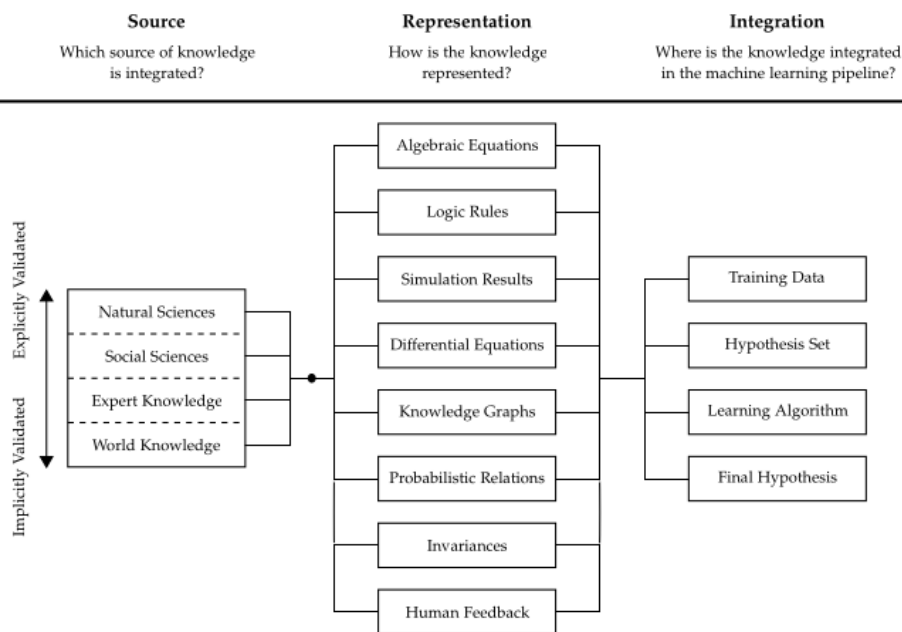 Source
Which source of knowledge
is integrated?
Representation
How is the knowledge
represented?
Integration
Where is the knowledge integrated
in the machine learning pipeline?
Explicitly Validated
Implicitly Validated
Natural Sciences
Social Sciences
Expert Knowledge
World Knowledge
Algebraic Equations
Logic Rules
Simulation Results
Differential Equations
Knowledge Graphs
Probabilistic Relations
Invariances
Human Feedback
Training Data
Hypothesis Set
Learning Algorithm
Final Hypothesis